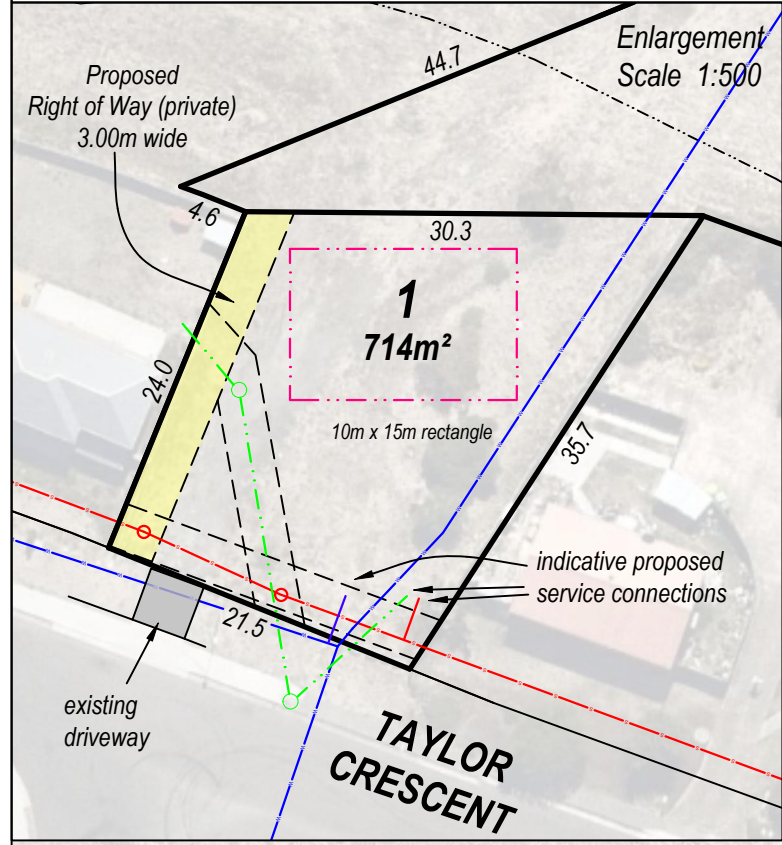 Enlargement
Scale 1:500
44.7
Proposed
Right of Way (private)
3.00m wide
4.6
30.3
1
714m²
24.0
10m x 15m rectangle
35.7
indicative proposed
service connections
21.5
existing
driveway
TAYLOR
CRESCENT